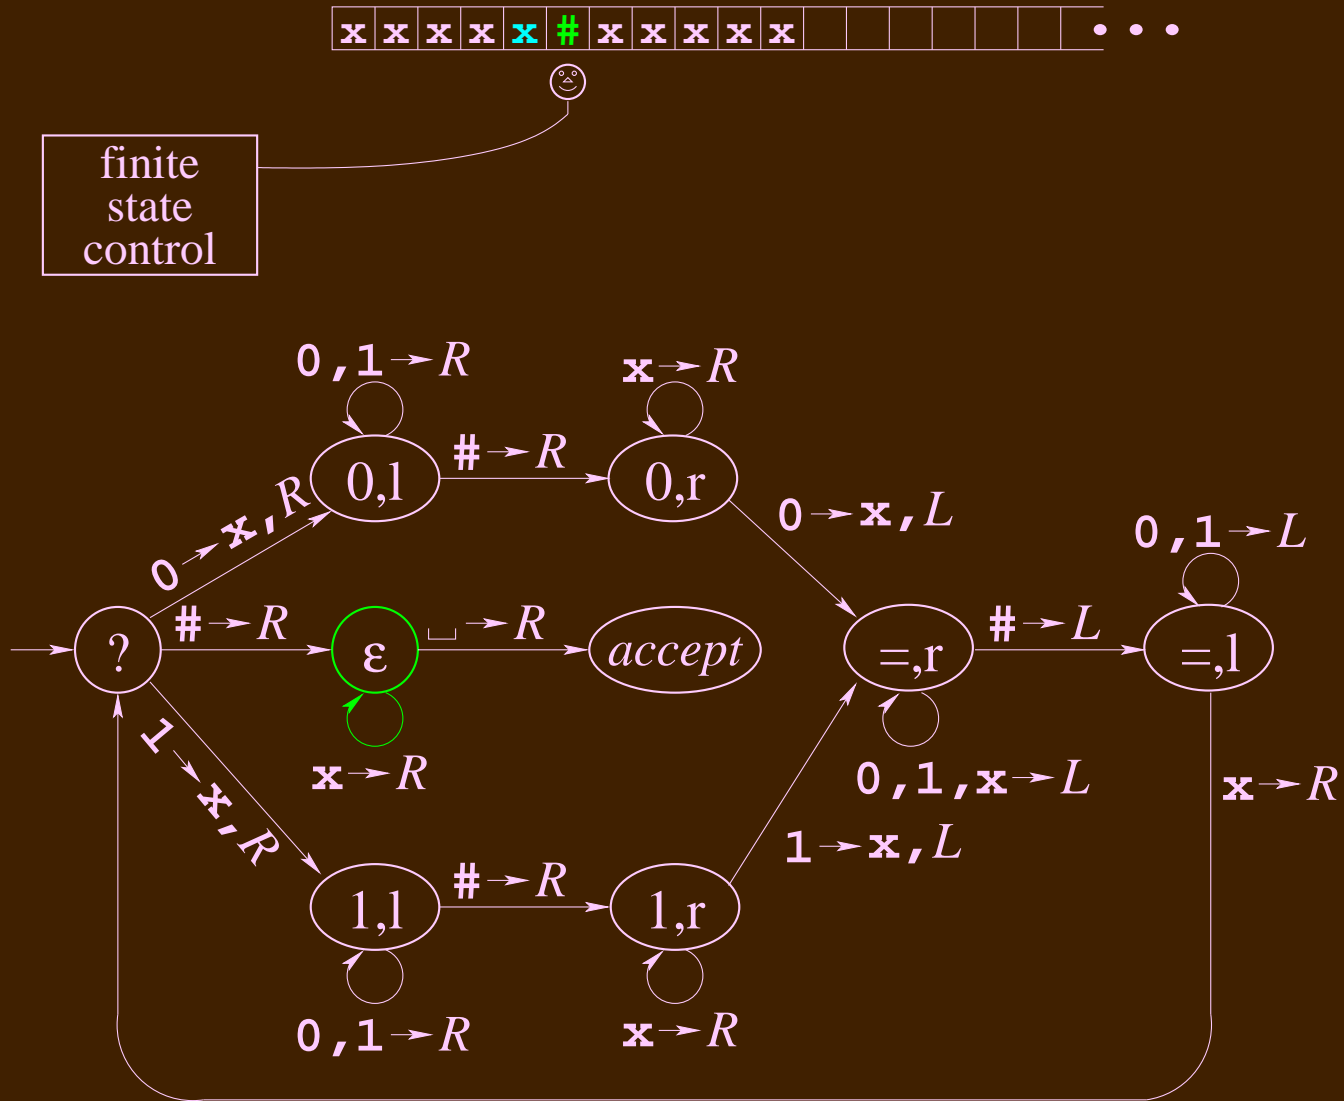 x x x x x # x x x x x • • •
finite
state
control
0,1→R
x→R
0,l
#→R
0,r
0→x,R
0→x,L
0,1→L
?
#→R
ε
␣→R
accept
=,r
#→L
=,l
1→x,R
x→R
0,1,x→L
x→R
1→x,L
1,l
#→R
1,r
0,1→R
x→R